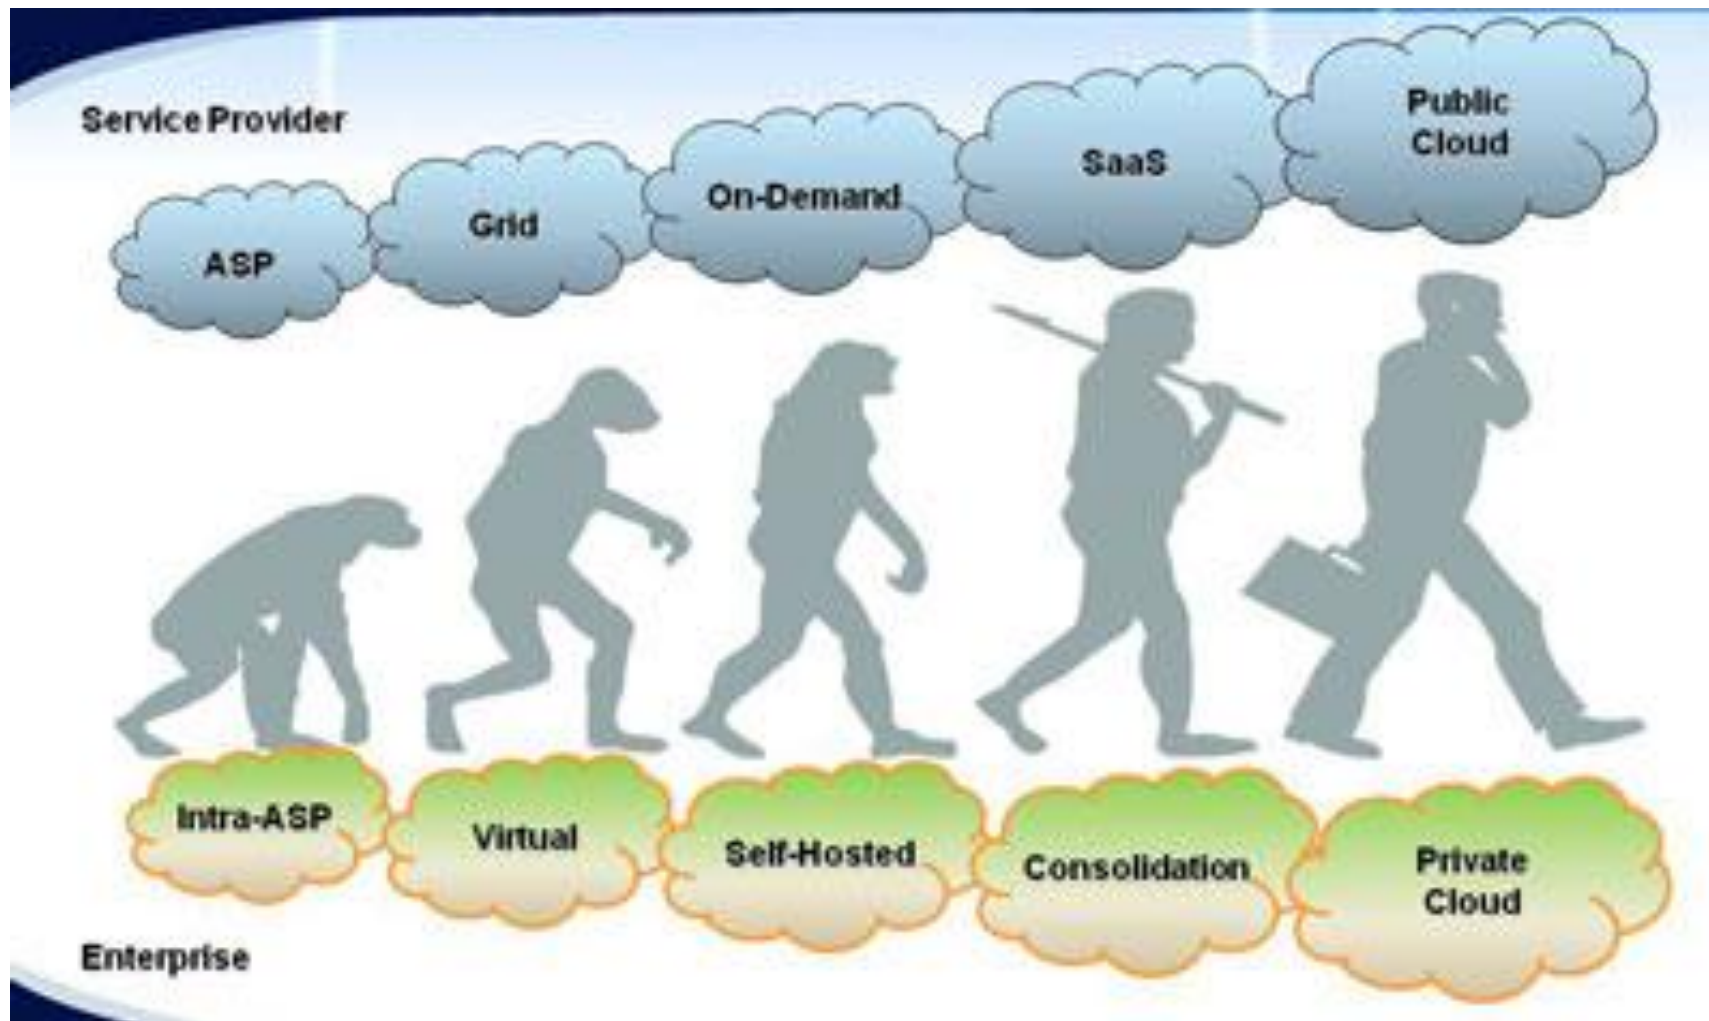 Service Provider
ASP
Grid
On-Demand
SaaS
Public
Cloud
Intra-ASP
Virtual
Self-Hosted
Consolidation
Private
Cloud
Enterprise